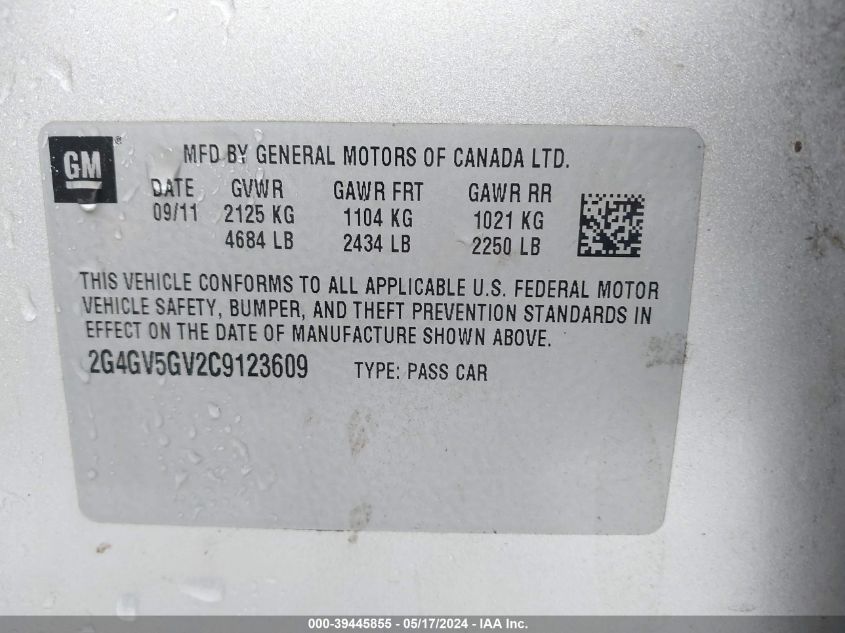 GM ®
MFD BY GENERAL MOTORS OF CANADA LTD.
DATE GVWR GAWR FRT GAWR RR
09/11 2125 KG 1104 KG 1021 KG
4684 LB 2434 LB 2250 LB
THIS VEHICLE CONFORMS TO ALL APPLICABLE U.S. FEDERAL MOTOR
VEHICLE SAFETY, BUMPER, AND THEFT PREVENTION STANDARDS IN
EFFECT ON THE DATE OF MANUFACTURE SHOWN ABOVE.
2G4GV5GV2C9123609 TYPE: PASS CAR
000-39445855 - 05/17/2024 - IAA Inc.